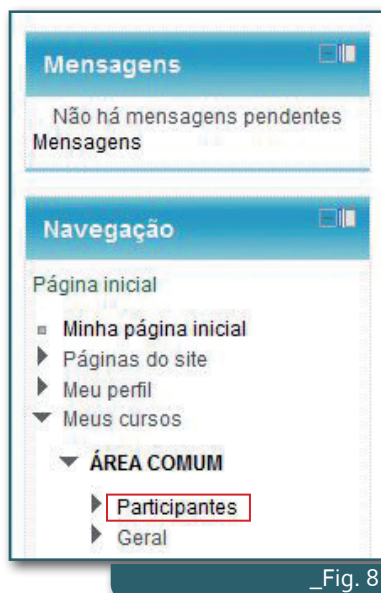 Mensagens
Não há mensagens pendentes
Mensagens
Navegação
Página inicial
Minha página inicial
Páginas do site
Meu perfil
Meus cursos
ÁREA COMUM
Participantes
Geral
_Fig. 8